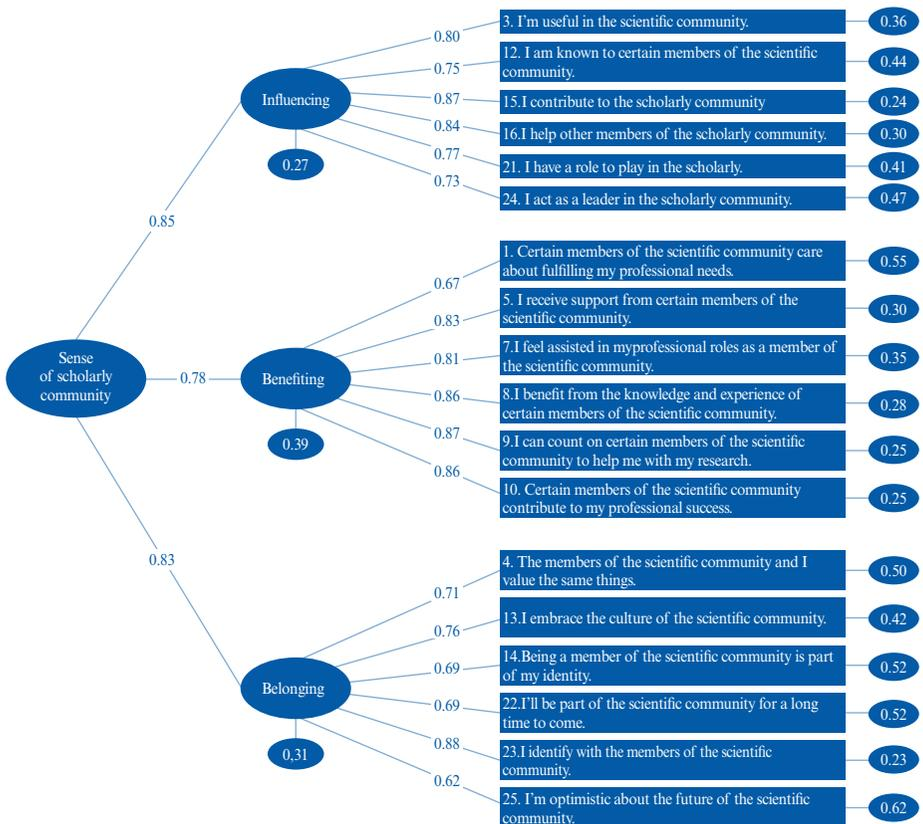 0.80
3. I'm useful in the scientific community.
0.36
0.75
12. I am known to certain members of the scientific
community.
0.44
Influencing
0.87
15.I contribute to the scholarly community
0.24
0.84
16.I help other members of the scholarly community.
0.30
0.27
0.77
21. I have a role to play in the scholarly.
0.41
0.73
24. I act as a leader in the scholarly community.
0.47
0.85
0.67
1. Certain members of the scientific community care
about fulfilling my professional needs.
0.55
0.83
5. I receive support from certain members of the
scientific community.
0.30
Sense
of scholarly
community
0.78
Benefiting
0.81
7.I feel assisted in myprofessional roles as a member of
the scientific community.
0.35
0.86
8.I benefit from the knowledge and experience of
certain members of the scientific community.
0.28
0.39
0.87
9.I can count on certain members of the scientific
community to help me with my research.
0.25
0.86
10. Certain members of the scientific community
contribute to my professional success.
0.25
0.83
0.71
4. The members of the scientific community and I
value the same things.
0.50
0.76
13.I embrace the culture of the scientific community.
0.42
Belonging
0.69
14.Being a member of the scientific community is part
of my identity.
0.52
0.69
22.I'll be part of the scientific community for a long
time to come.
0.52
0,31
0.88
23.I identify with the members of the scientific
community.
0.23
0.62
25. I'm optimistic about the future of the scientific
community.
0.62